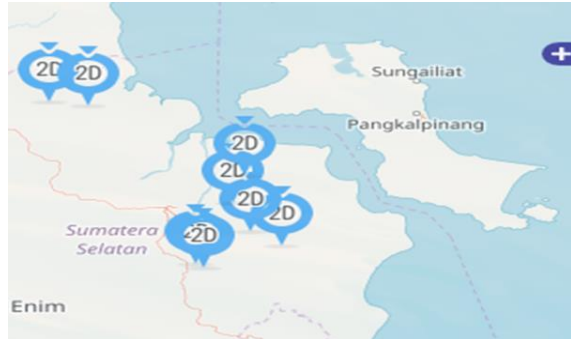 Sungailiat
2D 2D
Pangkalpinang
2D
2D
2D
2D
Sumatera
Selatan
2D
Enim